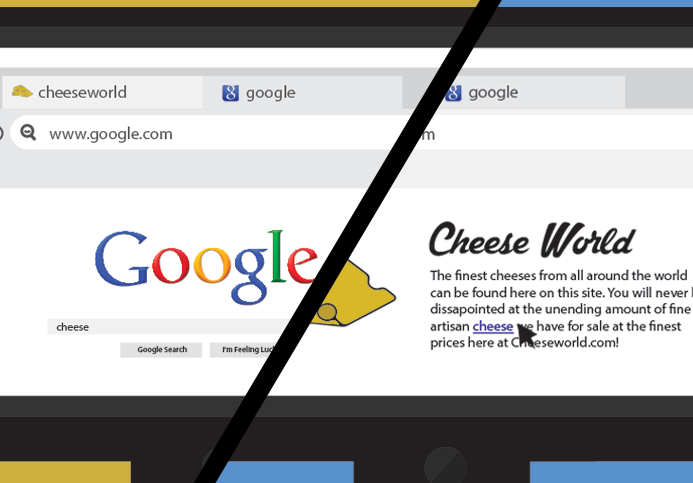 cheeseworld
google
google
www.google.com
m
Google
cheese
Google Search
I'm Feeling Luc
Cheese World
The finest cheeses from all around the world
can be found here on this site. You will never
dissapointed at the unending amount of fine
artisan cheese we have for sale at the finest
prices here at Cheeseworld.com!